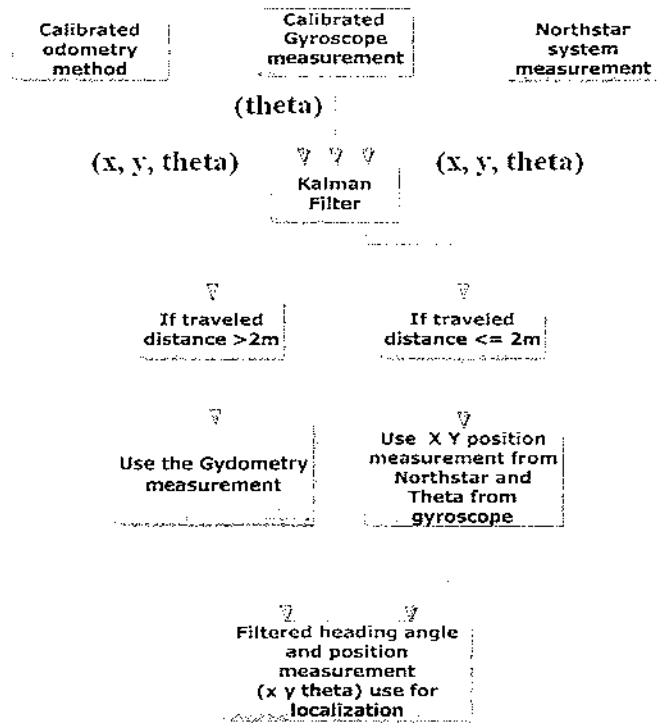 Calibrated
odometry
method
Calibrated
Gyroscope
measurement
Northstar
system
measurement
(theta)
(x, y, theta)
(x, y, theta)
Kalman
Filter
If traveled
distance >2m
If traveled
distance <= 2m
Use the Gydometry
measurement
Use X Y position
measurement from
Northstar and
Theta from
gyroscope
Filtered heading angle
and position
measurement
(x y theta) use for
localization